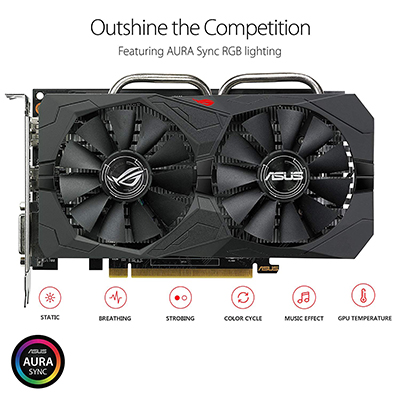 Outshine the Competition
Featuring AURA Sync RGB lighting
ASUS
ASUS
STATIC
BREATHING
STROBING
COLOR CYCLE
MUSIC EFFECT
GPU TEMPERATURE
ASUS
AURA
SYNC